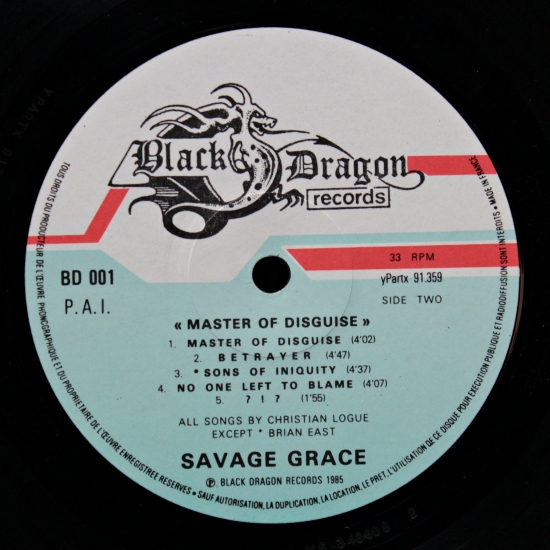 Black Dragon
records
BD 001
P.A.I.
33 RPM
yPartx 91.359
SIDE TWO
« MASTER OF DISGUISE »
1. MASTER OF DISGUISE (4'02)
2. BETRAYER (4'47)
3. * SONS OF INIQUITY (4'37)
4. NO ONE LEFT TO BLAME (4'07)
5. ? ! ? (1'55)
ALL SONGS BY CHRISTIAN LOGUE
EXCEPT * BRIAN EAST
SAVAGE GRACE
℗ BLACK DRAGON RECORDS 1985
TOUS DROITS DU PRODUCTEUR DE L'ŒUVRE PHONOGRAPHIQUE ET DU PROPRIETAIRE DE L'ŒUVRE ENREGISTREE RESERVES • SAUF AUTORISATION, LA DUPLICATION, LA LOCATION, LE PRET, L'UTILISATION DE CE DISQUE POUR EXECUTION PUBLIQUE ET RADIODIFFUSION SONT INTERDITS • MADE IN FRANCE